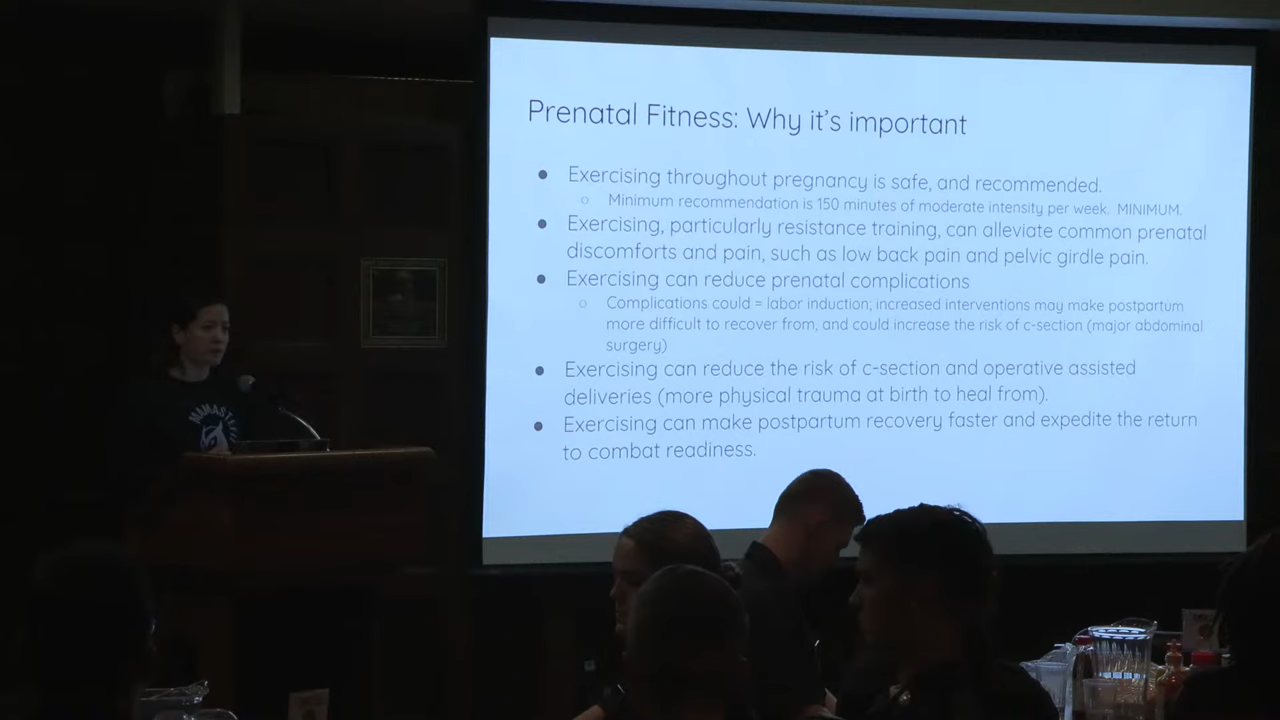 Prenatal Fitness: Why it's important
● Exercising throughout pregnancy is safe, and recommended.
○ Minimum recommendation is 150 minutes of moderate intensity per week. MINIMUM.
● Exercising, particularly resistance training, can alleviate common prenatal
discomforts and pain, such as low back pain and pelvic girdle pain.
● Exercising can reduce prenatal complications
○ Complications could = labor induction; increased interventions may make postpartum
more difficult to recover from, and could increase the risk of c-section (major abdominal
surgery)
● Exercising can reduce the risk of c-section and operative assisted
deliveries (more physical trauma at birth to heal from).
● Exercising can make postpartum recovery faster and expedite the return
to combat readiness.